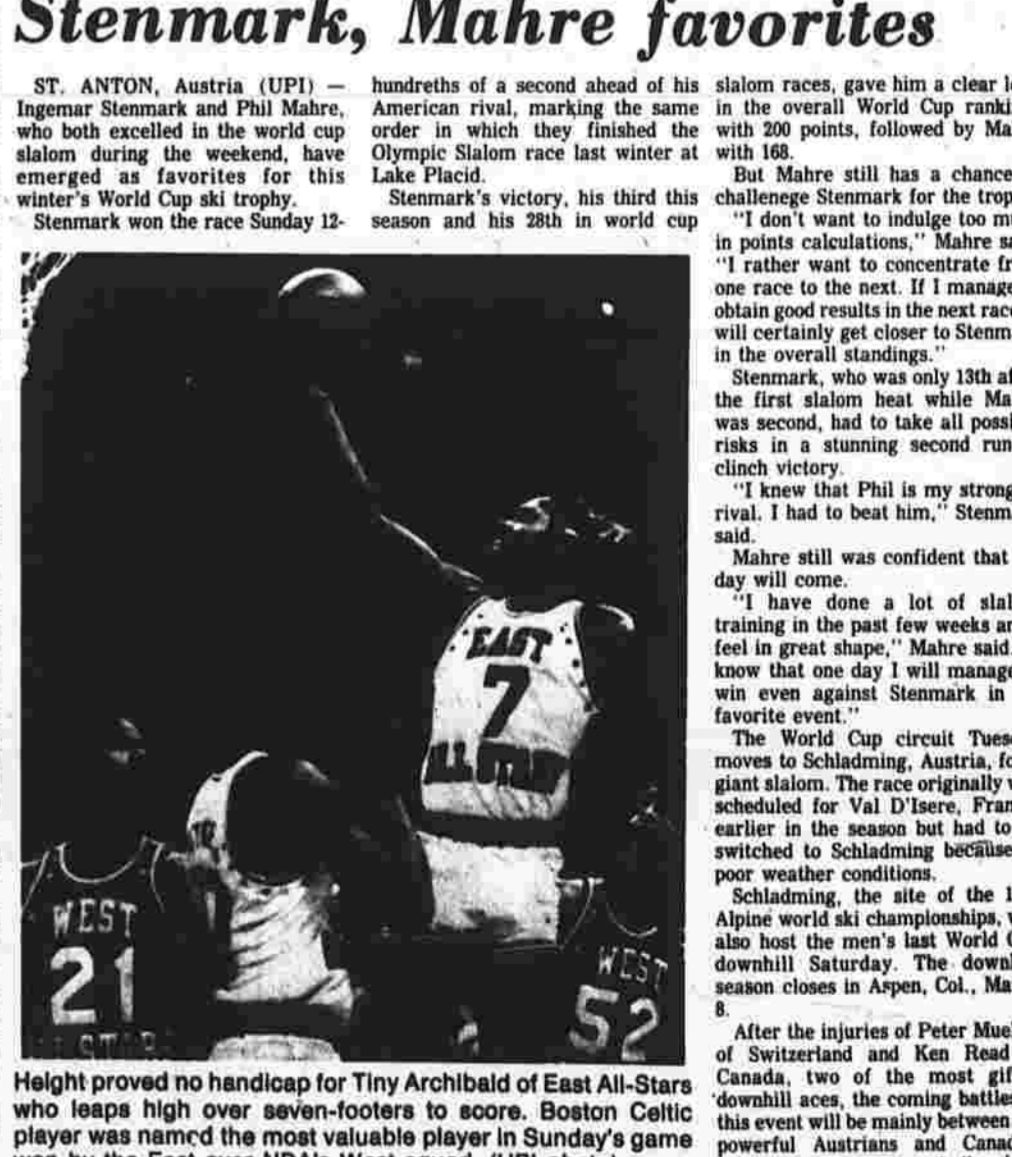 Stenmark, Mahre favorites
ST. ANTON, Austria (UPI) —
Ingemar Stenmark and Phil Mahre,
who both excelled in the world cup
slalom during the weekend, have
emerged as favorites for this
winter's World Cup ski trophy.
Stenmark won the race Sunday 12-
hundreths of a second ahead of his
American rival, marking the same
order in which they finished the
Olympic Slalom race last winter at
Lake Placid.
Stenmark's victory, his third this
season and his 28th in world cup
slalom races, gave him a clear
in the overall World Cup
with 200 points, followed by
with 168.
But Mahre still has a chance
challenege Stenmark for the
"I don't want to indulge too
in points calculations," Mahre
"I rather want to concentrate
one race to the next. If I manage
obtain good results in the next
will certainly get closer to
in the overall standings."
Stenmark, who was only 13th
the first slalom heat while
was second, had to take all
risks in a stunning second run
clinch victory.
"I knew that Phil is my
rival. I had to beat him,"
said.
Mahre still was confident that
day will come.
"I have done a lot of
training in the past few weeks
feel in great shape," Mahre said.
know that one day I will manage
win even against Stenmark in
favorite event."
The World Cup circuit
moves to Schladming, Austria,
giant slalom. The race originally
scheduled for Val D'Isere,
earlier in the season but had to
switched to Schladming because
poor weather conditions.
Schladming, the site of the
Alpine world ski championships,
also host the men's last World
downhill Saturday. The
season closes in Aspen, Col.,
8.
After the injuries of Peter
of Switzerland and Ken Read
Canada, two of the most
downhill aces, the coming
this event will be mainly between
powerful Austrians and
EAST
7
ALL STARS
WEST
21
WEST
52
Height proved no handicap for Tiny Archibald of East All-Stars
who leaps high over seven-footers to score. Boston Celtic
player was named the most valuable player in Sunday's game